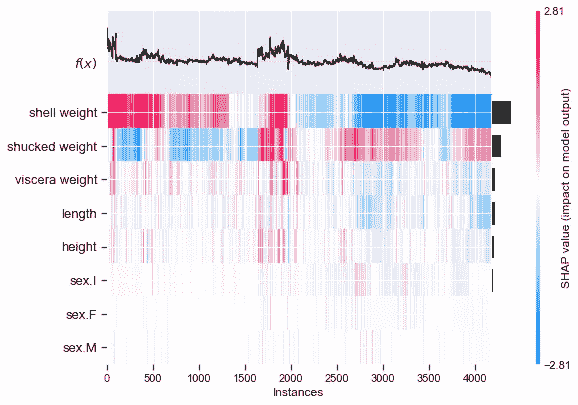 2.81
f(x)
shell weight
shucked weight
viscera weight
length
height
sex.I
sex.F
sex.M
0 500 1000 1500 2000 2500 3000 3500 4000
Instances
SHAP value (impact on model output)
−2.81